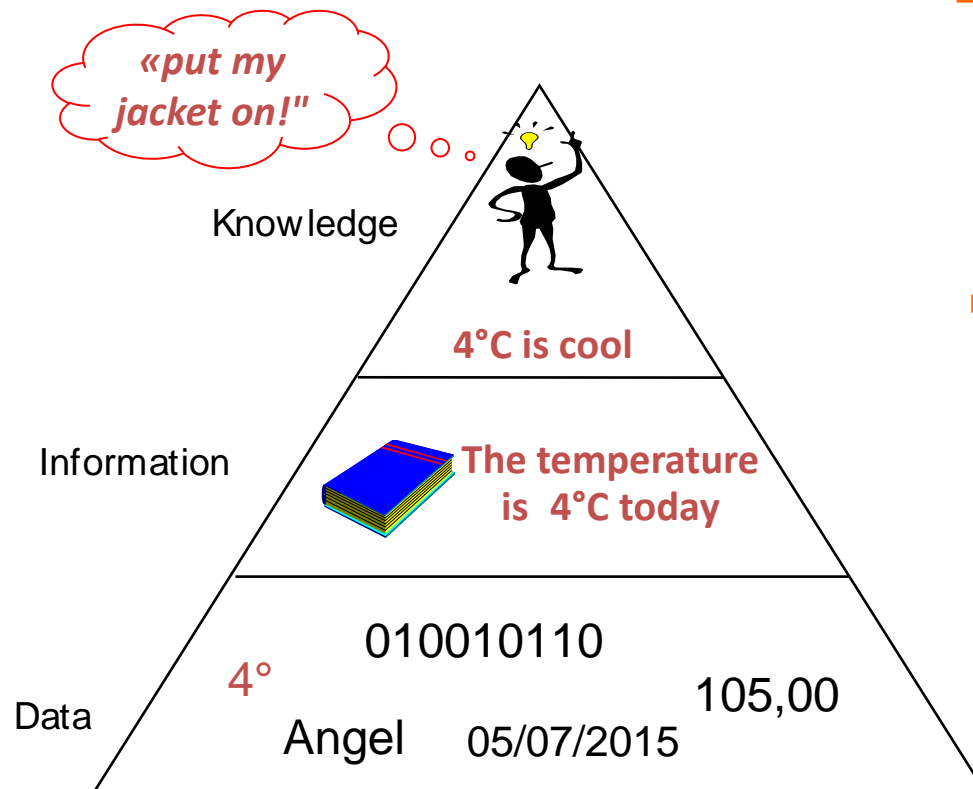 «put my
jacket on!"
Knowledge
4°C is cool
Information
The temperature
is 4°C today
010010110
4°
105,00
Data
Angel
05/07/2015